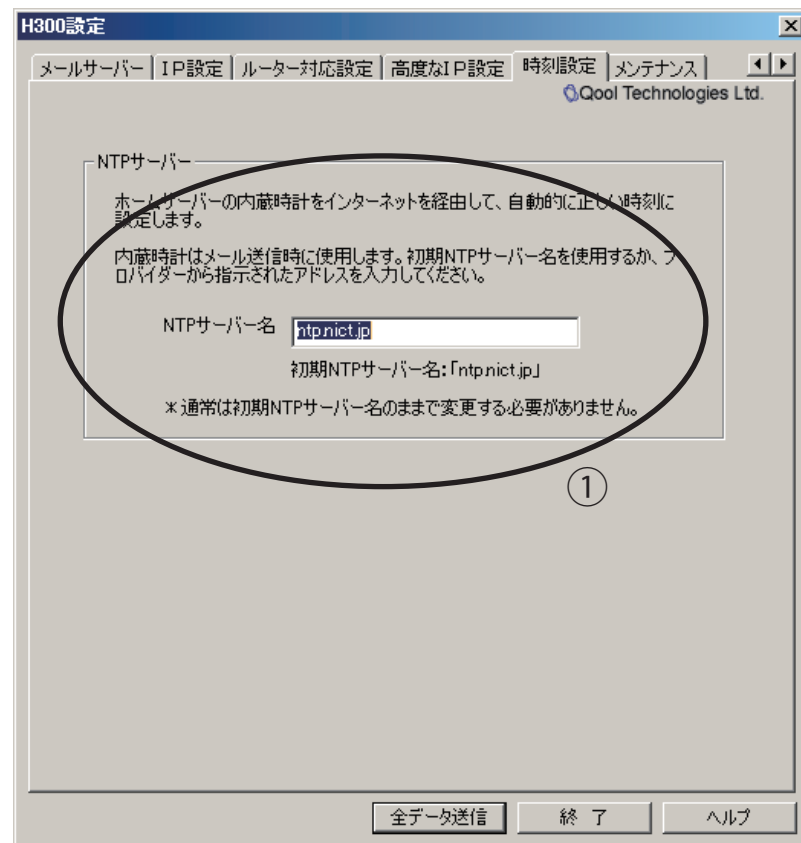 H300設定
メールサーバー IP設定 ルーター対応設定 高度なIP設定 時刻設定 メンテナンス
Qool Technologies Ltd.
NTPサーバー
ホームサーバーの内蔵時計をインターネットを経由して、自動的に正しい時刻に
設定します。
内蔵時計はメール送信時に使用します。初期NTPサーバー名を使用するか、プ
ロバイダーから指示されたアドレスを入力してください。
NTPサーバー名 ntp.nict.jp
初期NTPサーバー名:「ntp.nict.jp」
*通常は初期NTPサーバー名のままで変更する必要がありません。
①
全データ送信 終 了 ヘルプ